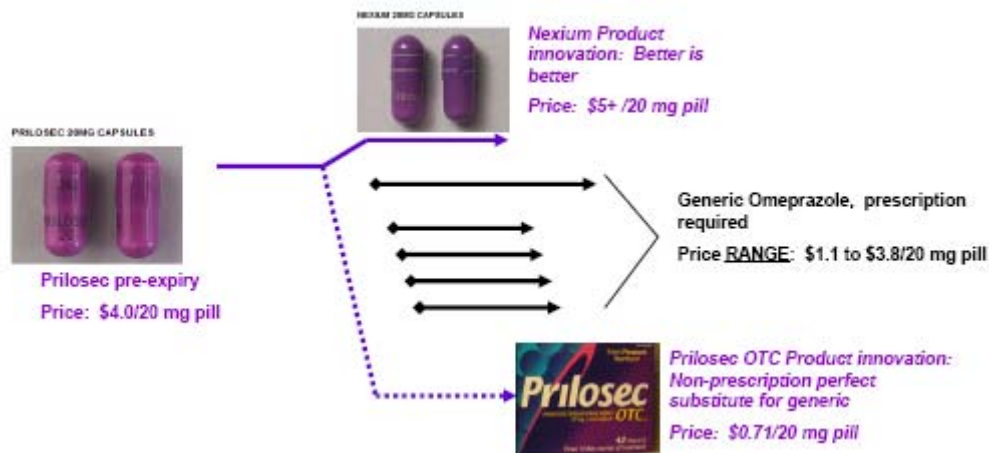 NEXIUM 20MG CAPSULES
Nexium Product
innovation: Better is
better
Price: $5+ /20 mg pill
PRILOSEC 20MG CAPSULES
Generic Omeprazole, prescription
required
Price RANGE: $1.1 to $3.8/20 mg pill
Prilosec pre-expiry
Price: $4.0/20 mg pill
Prilosec
OTC
Prilosec OTC Product innovation:
Non-prescription perfect
substitute for generic
Price: $0.71/20 mg pill